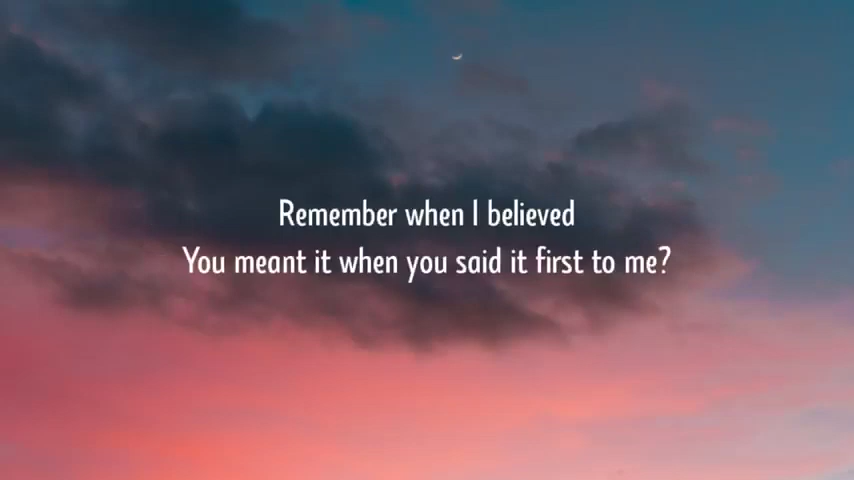 Remember when I believed
You meant it when you said it first to me?